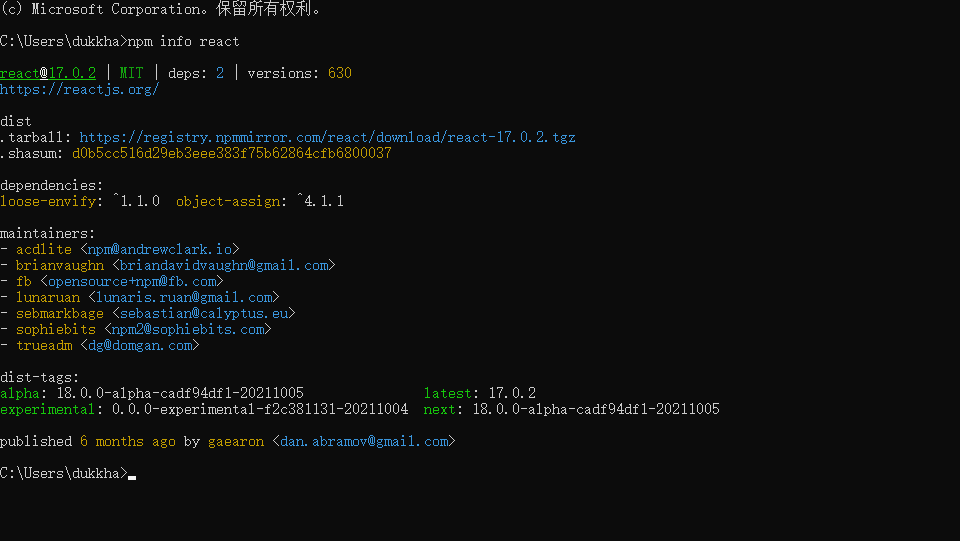 (c) Microsoft Corporation。保留所有权利。
C:\Users\dukkha>npm info react
react@17.0.2 | MIT | deps: 2 | versions: 630
https://reactjs.org/
dist
.tarball: https://registry.npmmirror.com/react/download/react-17.0.2.tgz
.shasum: d0b5cc516d29eb3eee383f75b62864cfb6800037
dependencies:
loose-envify: ^1.1.0  object-assign: ^4.1.1
maintainers:
- acdlite <npm@andrewclark.io>
- brianvaughn <briandavidvaughn@gmail.com>
- fb <opensource+npm@fb.com>
- lunaruan <lunaris.ruan@gmail.com>
- sebmarkbage <sebastian@calyptus.eu>
- sophiebits <npm2@sophiebits.com>
- trueadm <dg@domgan.com>
dist-tags:
alpha: 18.0.0-alpha-cadf94df1-20211005               latest: 17.0.2
experimental: 0.0.0-experimental-f2c381131-20211004  next: 18.0.0-alpha-cadf94df1-20211005
published 6 months ago by gaearon <dan.abramov@gmail.com>
C:\Users\dukkha>